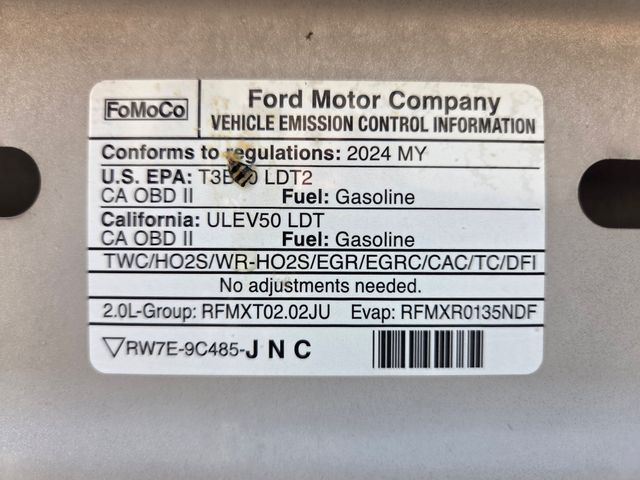 FoMoCo
Ford Motor Company
VEHICLE EMISSION CONTROL INFORMATION
Conforms to regulations: 2024 MY
U.S. EPA: LDT2
CA OBD II Fuel: Gasoline
California: ULEV50 LDT
CA OBD II Fuel: Gasoline
TWC/HO2S/WR-HO2S/EGR/EGRC/CAC/TC/DFI
No adjustments needed.
2.0L-Group: RFMXT02.02JU Evap: RFMXR0135NDF
▽RW7E-9C485-J N C